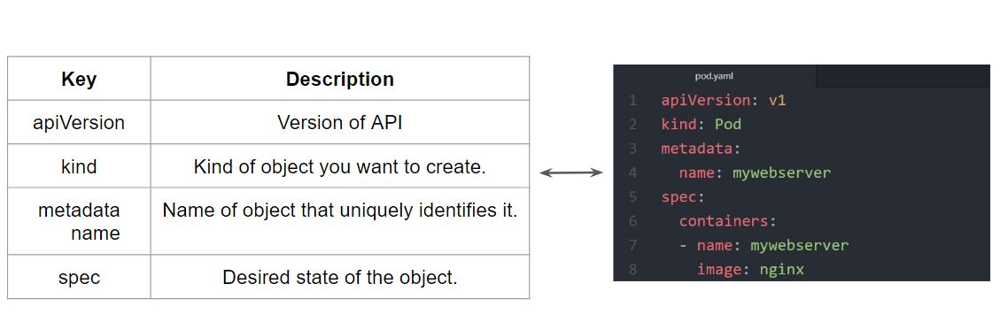 Key Description
apiVersion Version of API
kind Kind of object you want to create.
metadata Name of object that uniquely identifies it.
name
spec Desired state of the object.
pod.yaml
1 apiVersion: v1
2 kind: Pod
3 metadata:
4   name: mywebserver
5 spec:
6   containers:
7   - name: mywebserver
8     image: nginx